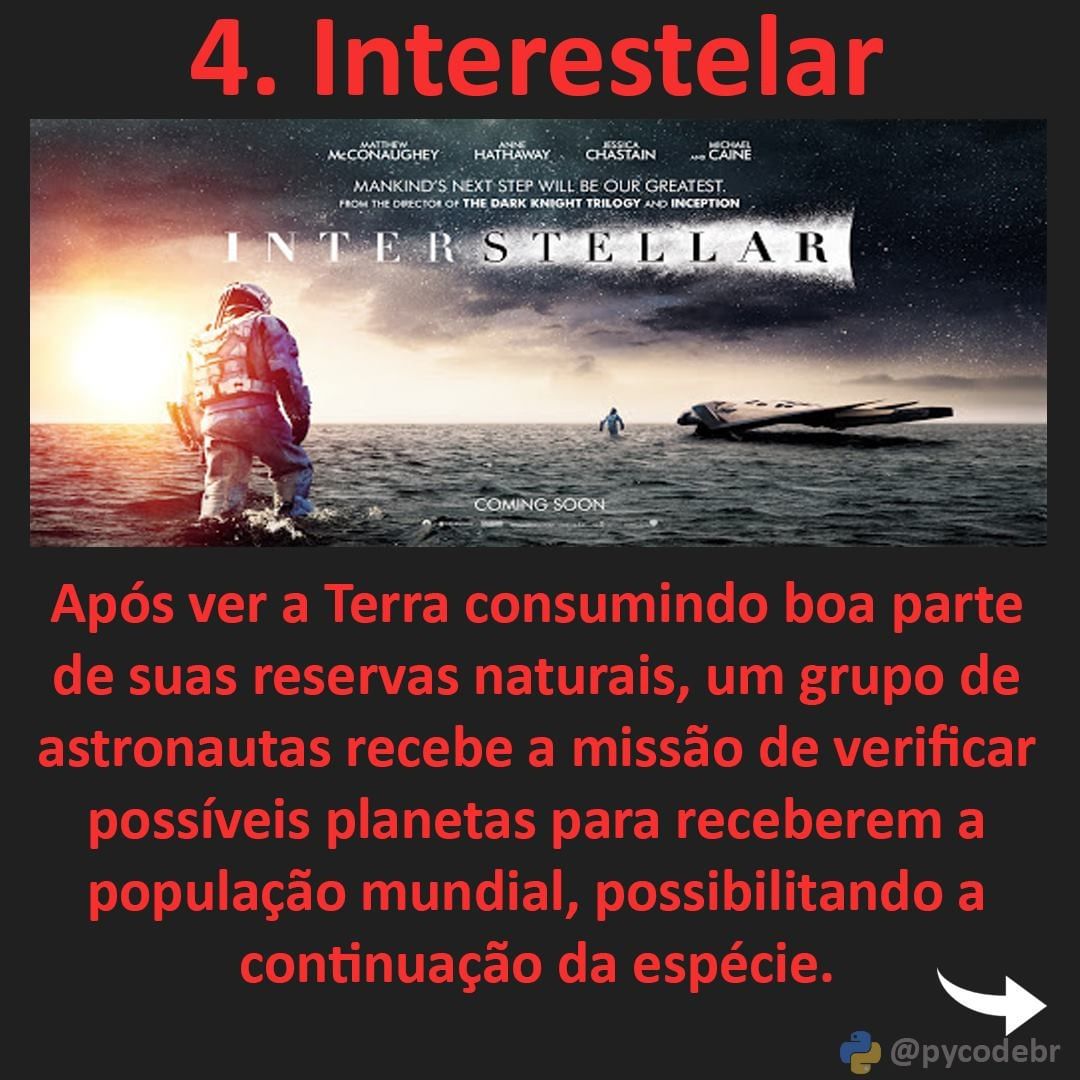 4. Interestelar
MATTHEW McCONAUGHEY ANNE HATHAWAY JESSICA CHASTAIN AND MICHAEL CAINE
MANKIND'S NEXT STEP WILL BE OUR GREATEST.
FROM THE DIRECTOR OF THE DARK KNIGHT TRILOGY AND INCEPTION
INTERSTELLAR
COMING SOON
Após ver a Terra consumindo boa parte
de suas reservas naturais, um grupo de
astronautas recebe a missão de verificar
possíveis planetas para receberem a
população mundial, possibilitando a
continuação da espécie.
@pycodebr